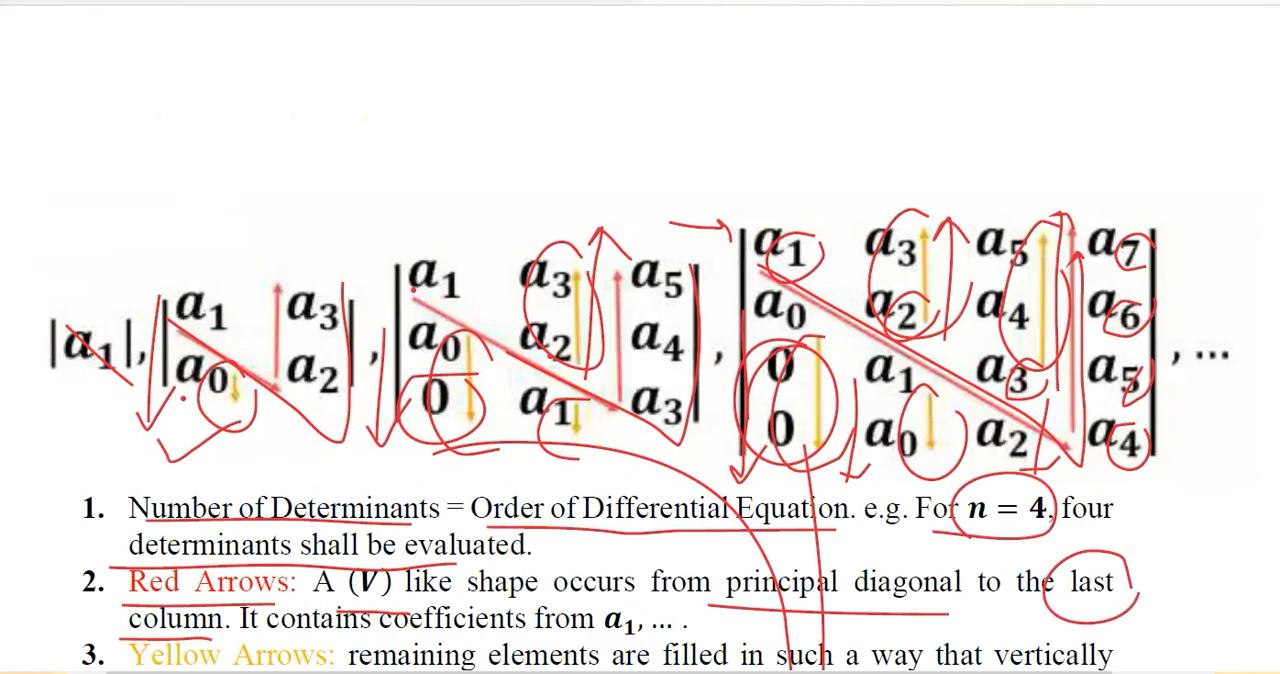 |a₁|, |a₁ a₃|, |a₁ a₃ a₅|, |a₁ a₃ a₅ a₇|, ...
|a₀ a₂| |a₀ a₂ a₄| |a₀ a₂ a₄ a₆|
|0 a₁ a₃| |0 a₁ a₃ a₅|
|0 a₀ a₂ a₄|
1. Number of Determinants = Order of Differential Equation. e.g. For n = 4, four
determinants shall be evaluated.
2. Red Arrows: A (V) like shape occurs from principal diagonal to the last
column. It contains coefficients from a₁, ... .
3. Yellow Arrows: remaining elements are filled in such a way that vertically